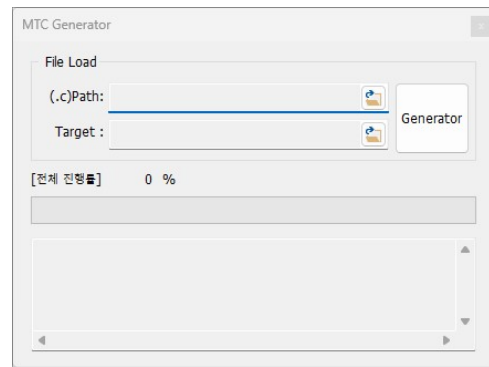 MTC Generator
x
File Load
(.c)Path:
Generator
Target :
[전체 진행률] 0 %